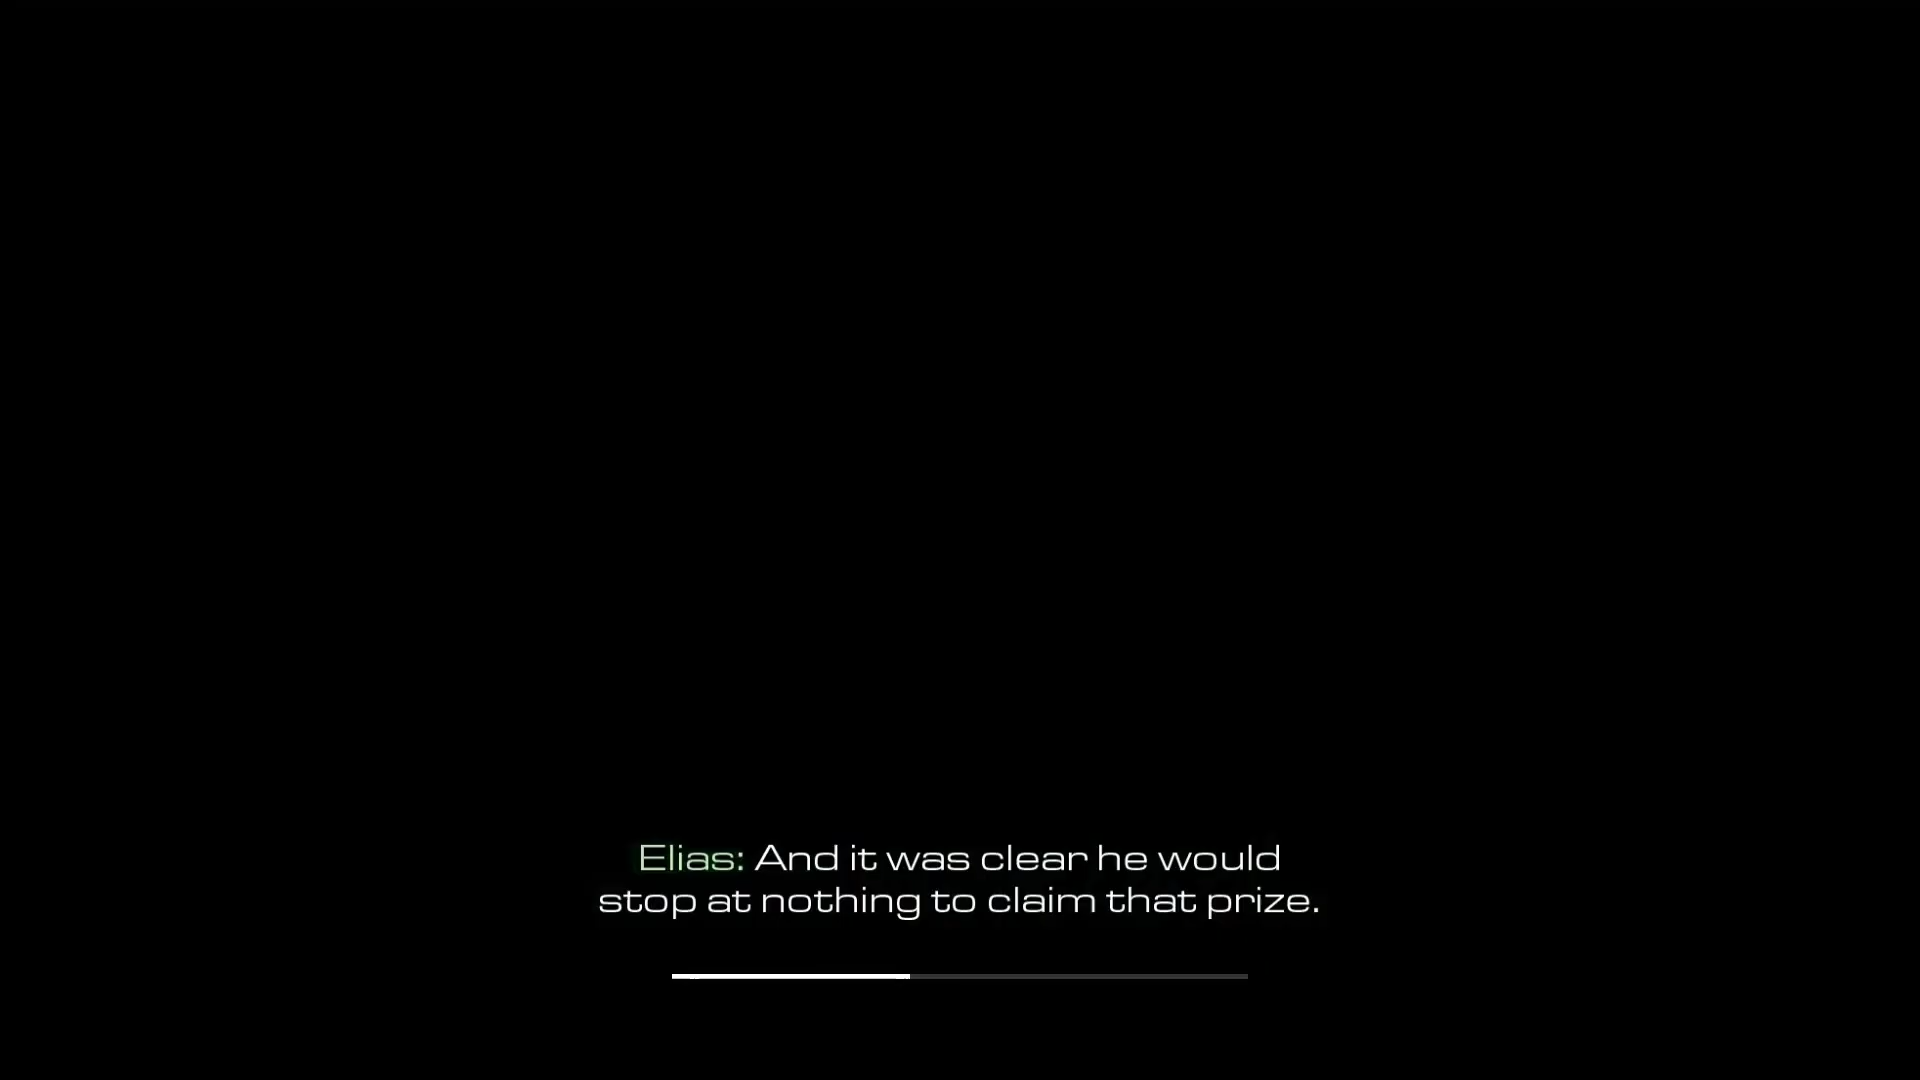 Elias: And it was clear he would
stop at nothing to claim that prize.